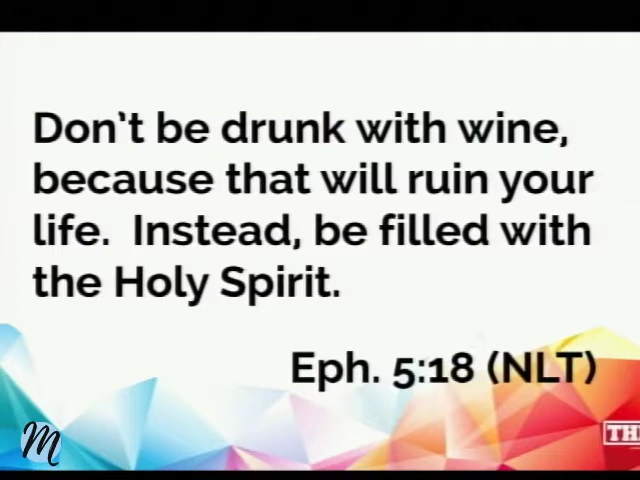 Don't be drunk with wine,
because that will ruin your
life.  Instead, be filled with
the Holy Spirit.
Eph. 5:18 (NLT)
M